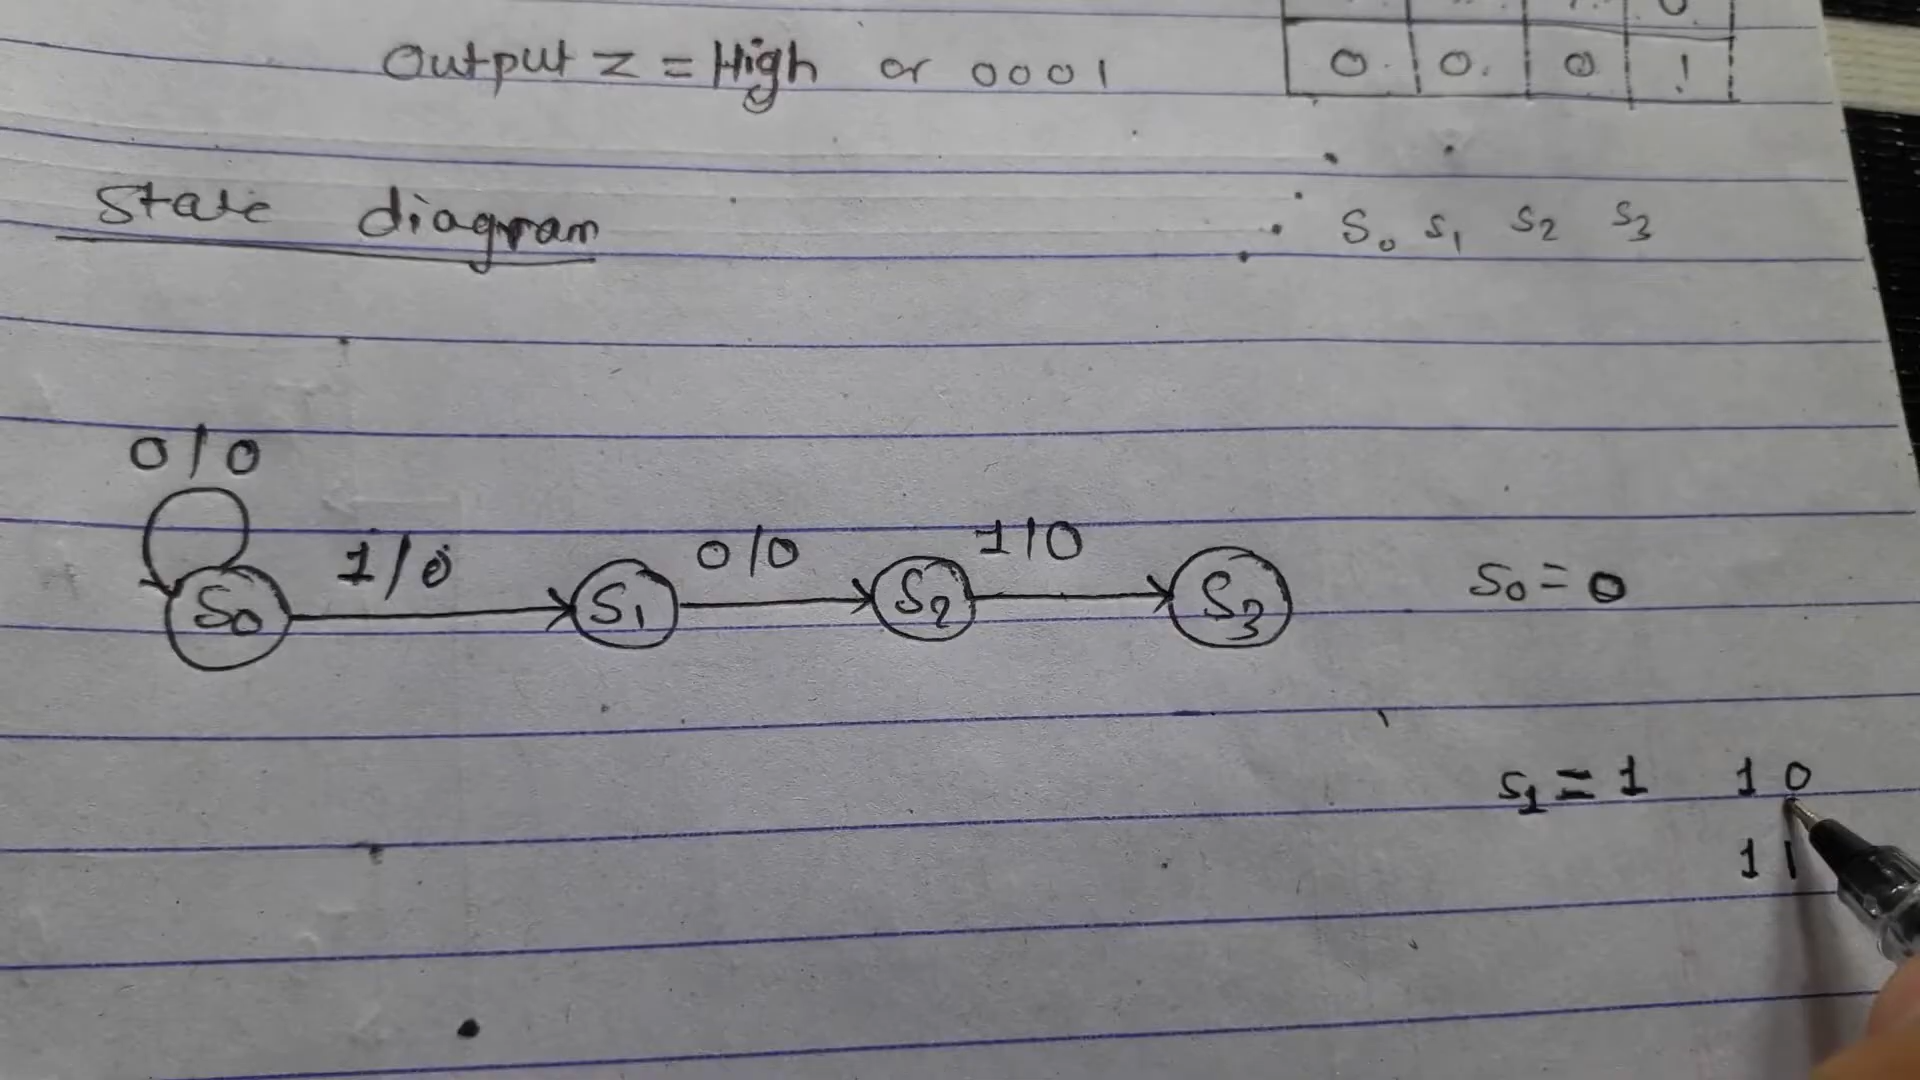 Output Z = High or 0001
0. 0. 0 1
State diagram
S0 S1 S2 S3
0/0
1/0 0/0 1/0
S0 S1 S2 S3 S0 = 0
S1 = 1 1 0
1 1